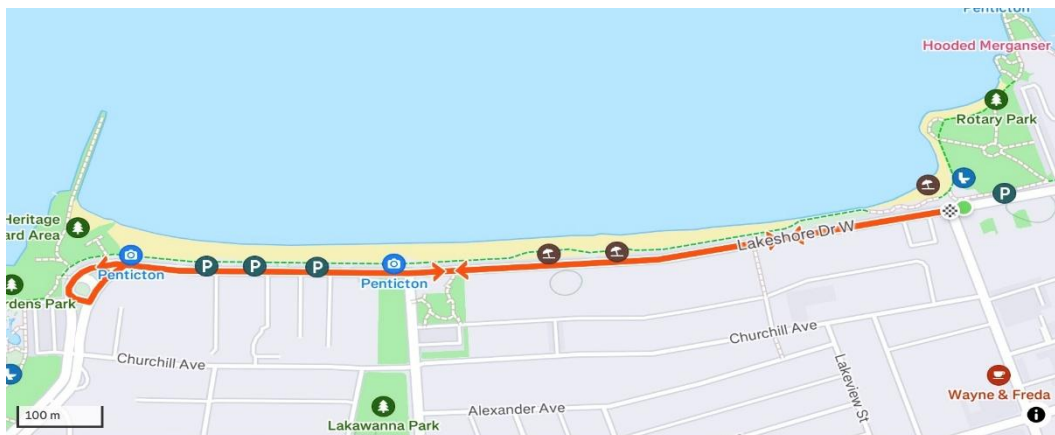 Penticton
Hooded Merganser
Rotary Park
P
Heritage
ard Area
Lakeshore Dr W
Penticton
P
P
P
Penticton
rdens Park
Churchill Ave
Churchill Ave
Lakeview St
Wayne & Freda
Alexander Ave
Lakawanna Park
100 m
i